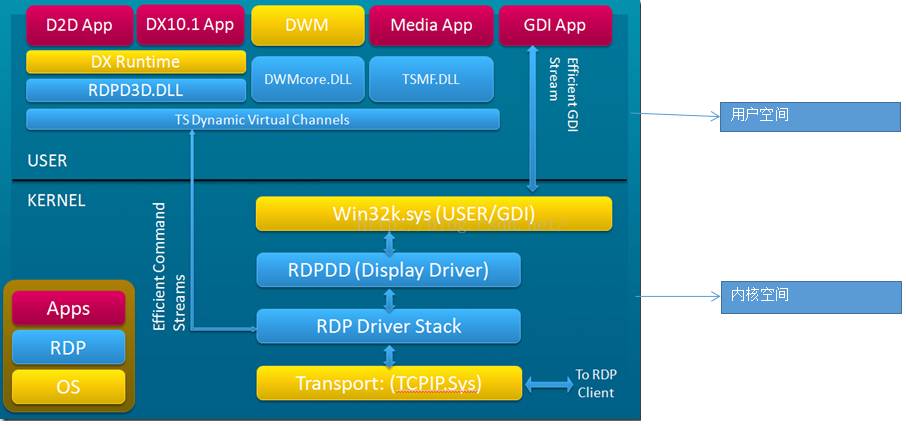 D2D App
DX10.1 App
DWM
Media App
GDI App
DX Runtime
RDPD3D.DLL
DWMcore.DLL
TSMF.DLL
TS Dynamic Virtual Channels
Efficient GDI
Stream
用户空间
USER
KERNEL
Win32k.sys (USER/GDI)
RDPDD (Display Driver)
Efficient Command
Streams
内核空间
Apps
RDP
OS
RDP Driver Stack
Transport: (TCPIP.Sys)
To RDP
Client